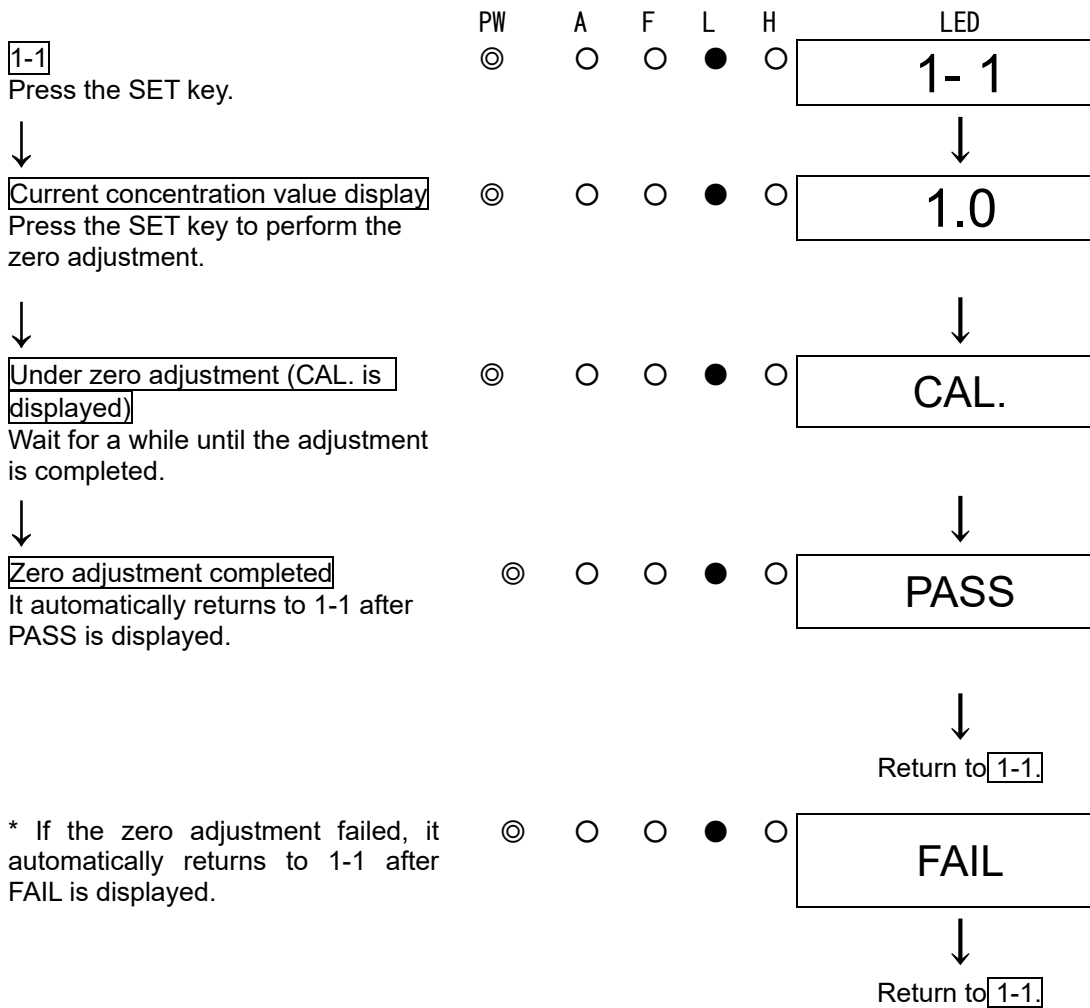 PW A F L H LED
1-1 ◎ ○ ○ ● ○ 1- 1
Press the SET key.
↓ ↓
Current concentration value display ◎ ○ ○ ● ○ 1.0
Press the SET key to perform the
zero adjustment.
↓ ↓
Under zero adjustment (CAL. is ◎ ○ ○ ● ○ CAL.
displayed)
Wait for a while until the adjustment
is completed.
↓ ↓
Zero adjustment completed ◎ ○ ○ ● ○ PASS
It automatically returns to 1-1 after
PASS is displayed.
↓
Return to 1-1.
* If the zero adjustment failed, it ◎ ○ ○ ● ○ FAIL
automatically returns to 1-1 after
FAIL is displayed.
↓
Return to 1-1.